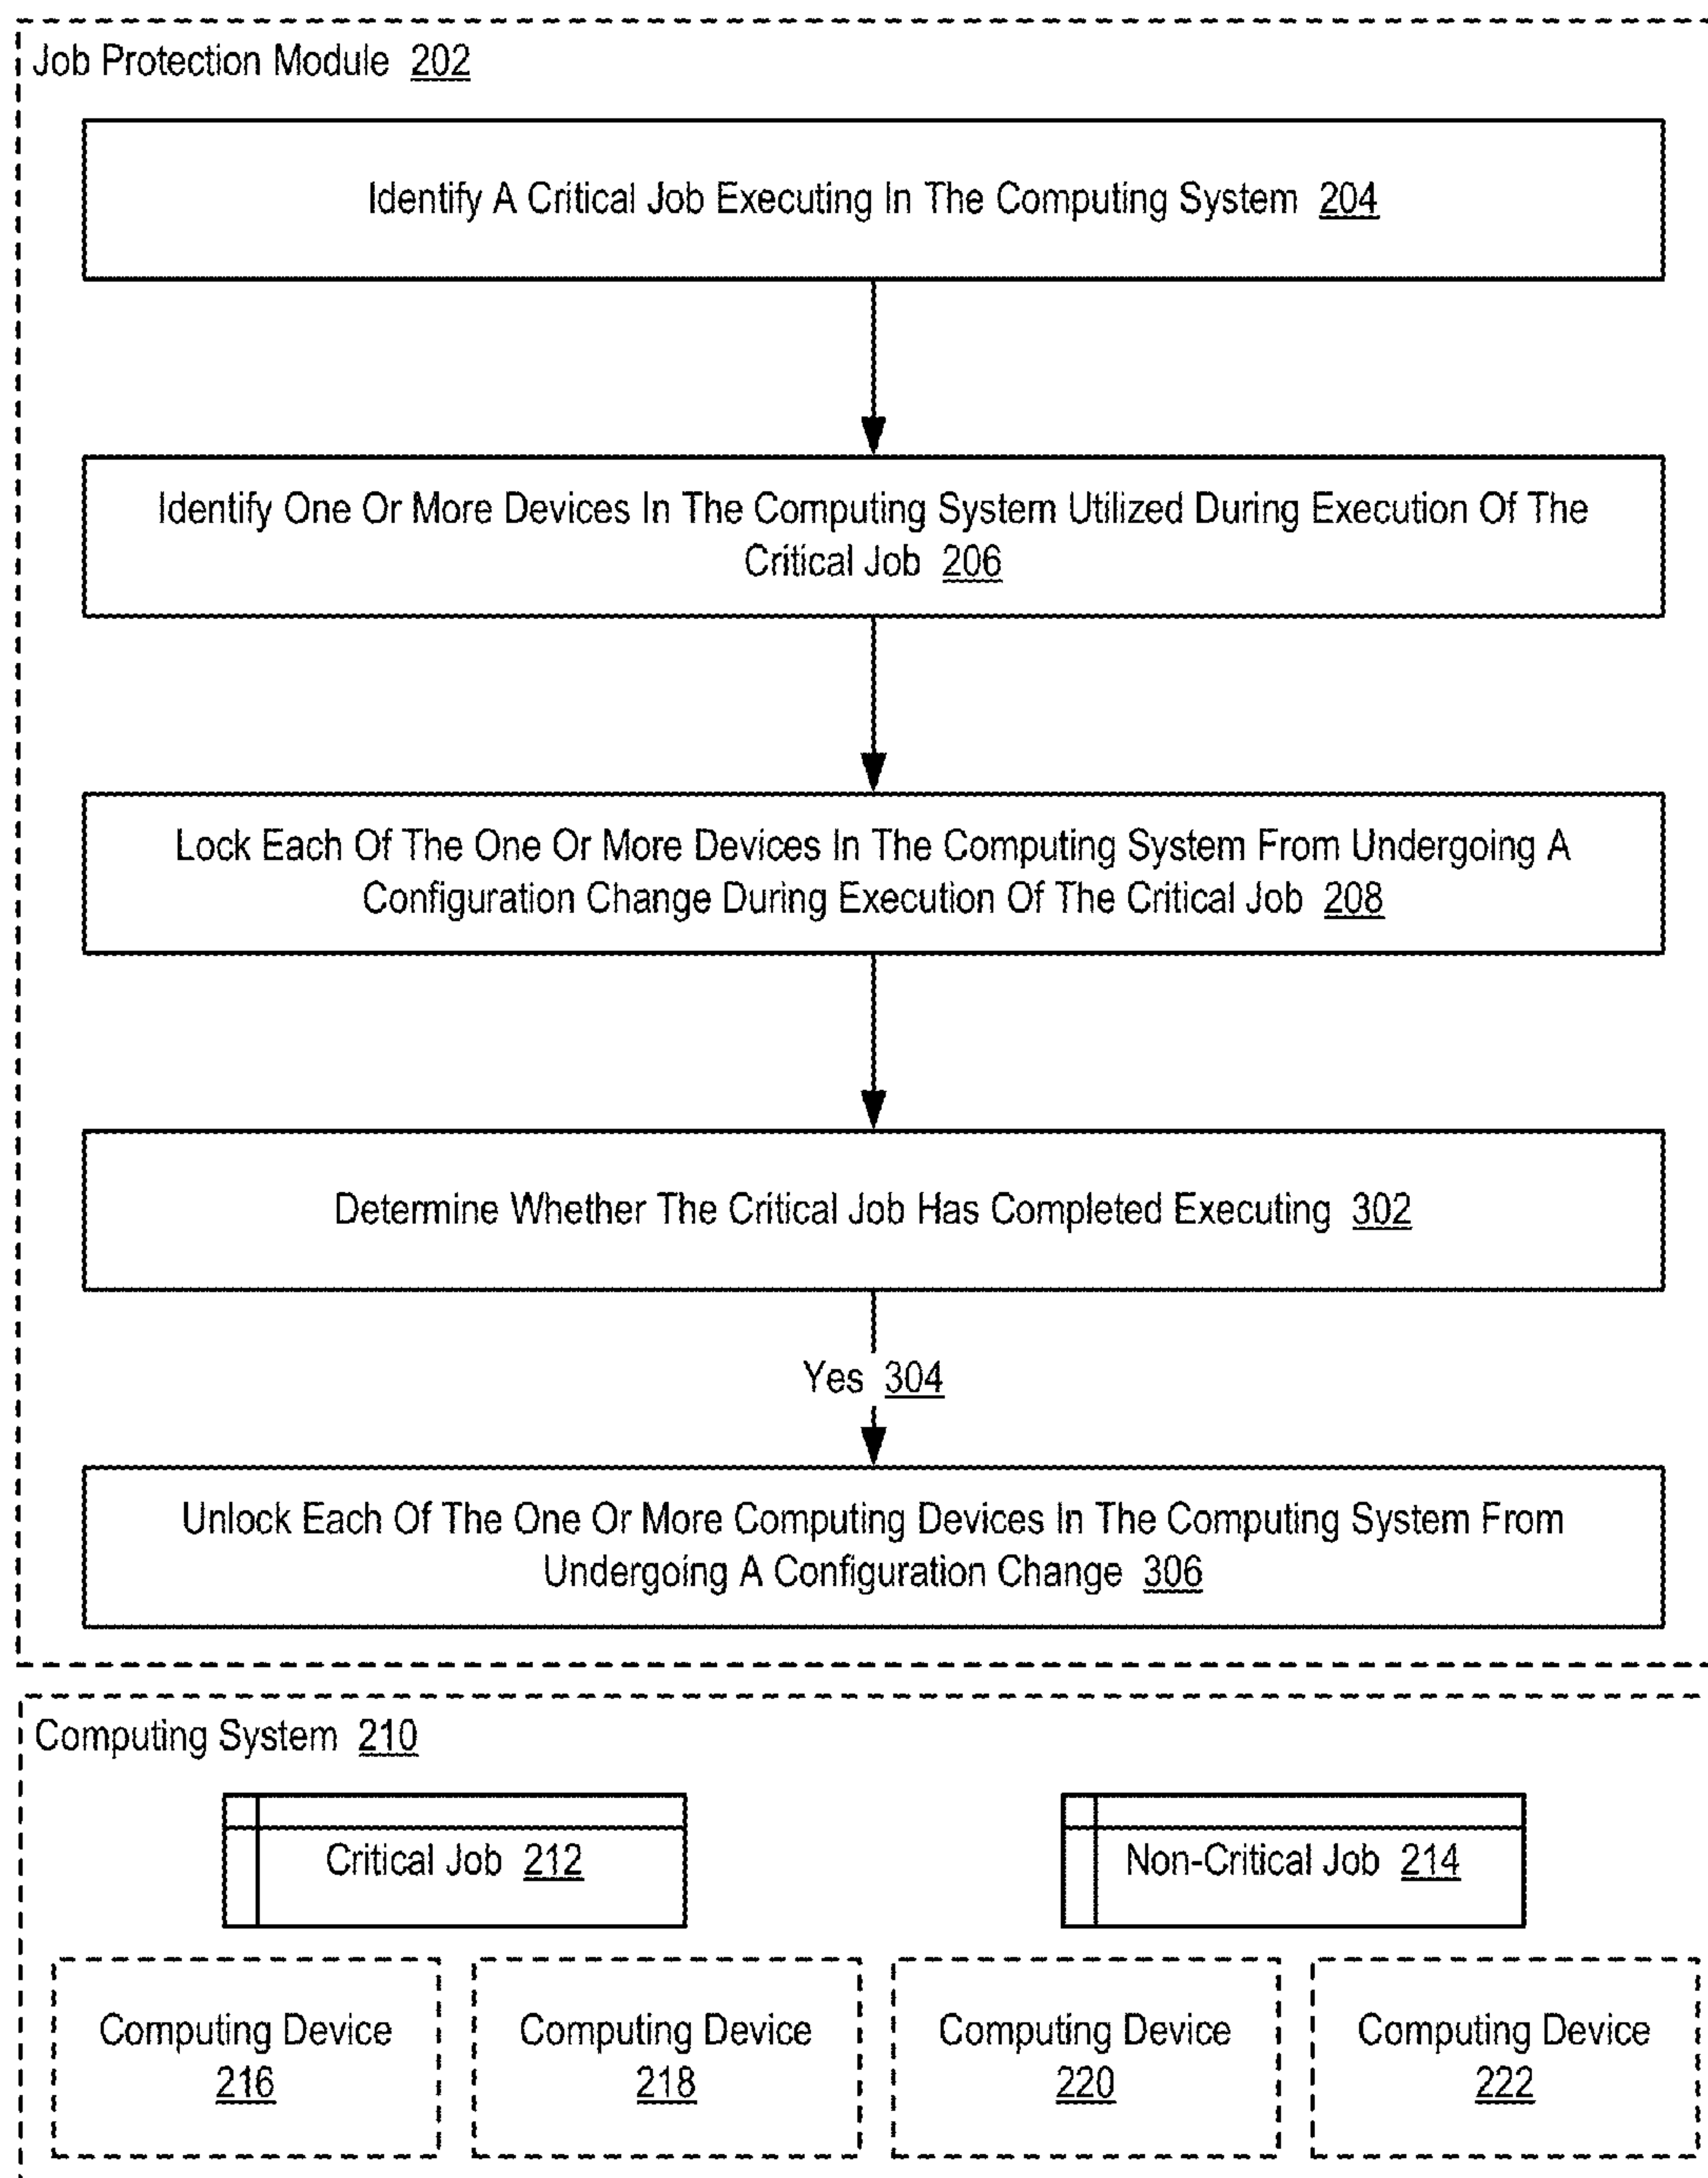 Job Protection Module 202
Identify A Critical Job Executing In The Computing System 204
Identify One Or More Devices In The Computing System Utilized During Execution Of The
Critical Job 206
Lock Each Of The One Or More Devices In The Computing System From Undergoing A
Configuration Change During Execution Of The Critical Job 208
Determine Whether The Critical Job Has Completed Executing 302
Yes 304
Unlock Each Of The One Or More Computing Devices In The Computing System From
Undergoing A Configuration Change 306
Computing System 210
Critical Job 212
Non-Critical Job 214
Computing Device
216
Computing Device
218
Computing Device
220
Computing Device
222